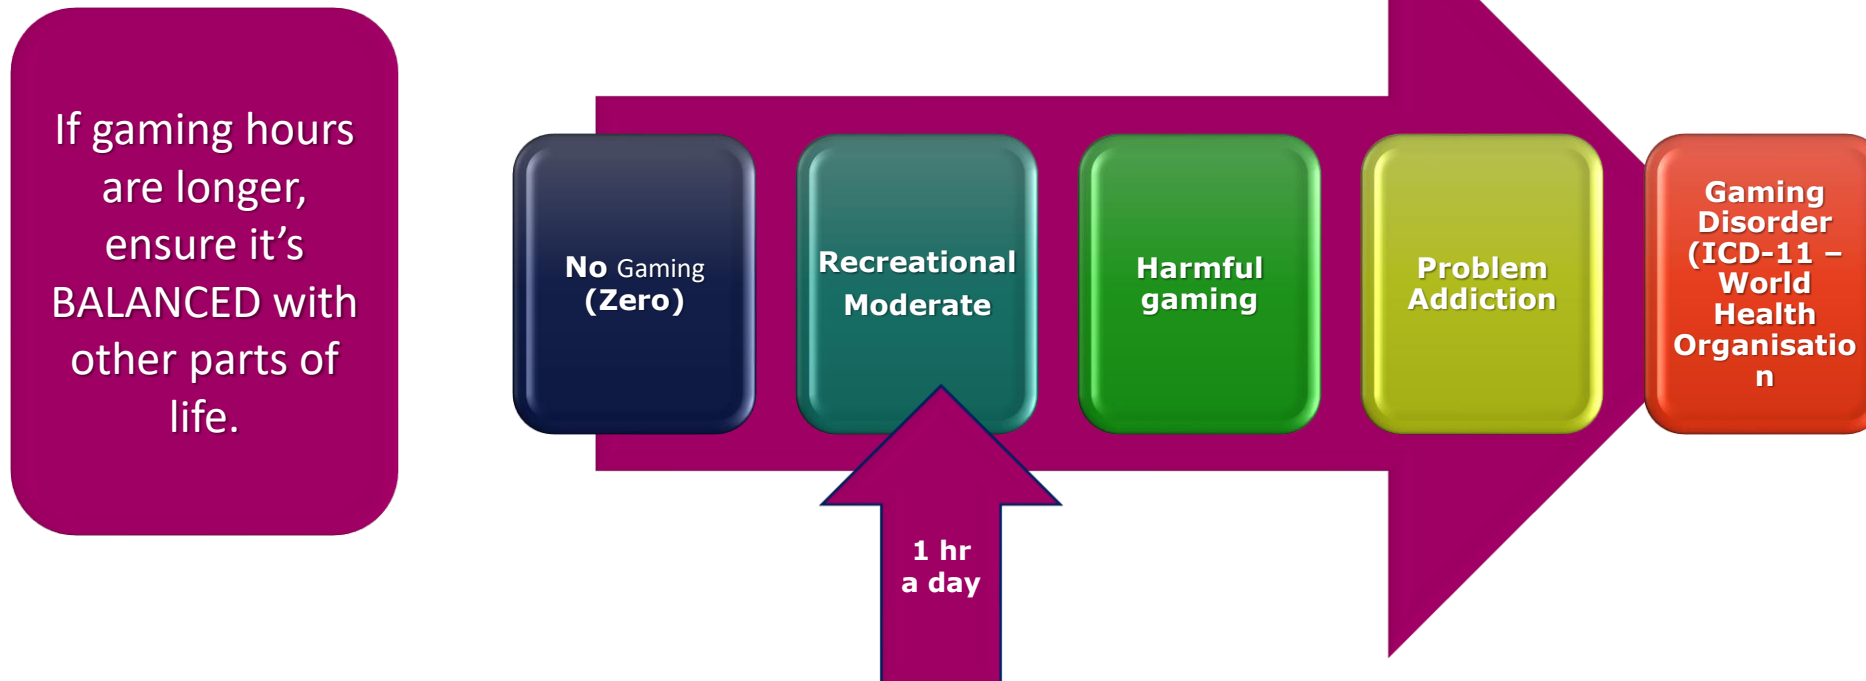 If gaming hours
are longer,
ensure it’s
BALANCED with
other parts of
life.
No Gaming
(Zero)
Recreational
Moderate
Harmful
gaming
Problem
Addiction
Gaming
Disorder
(ICD-11 –
World
Health
Organisatio
n
1 hr
a day